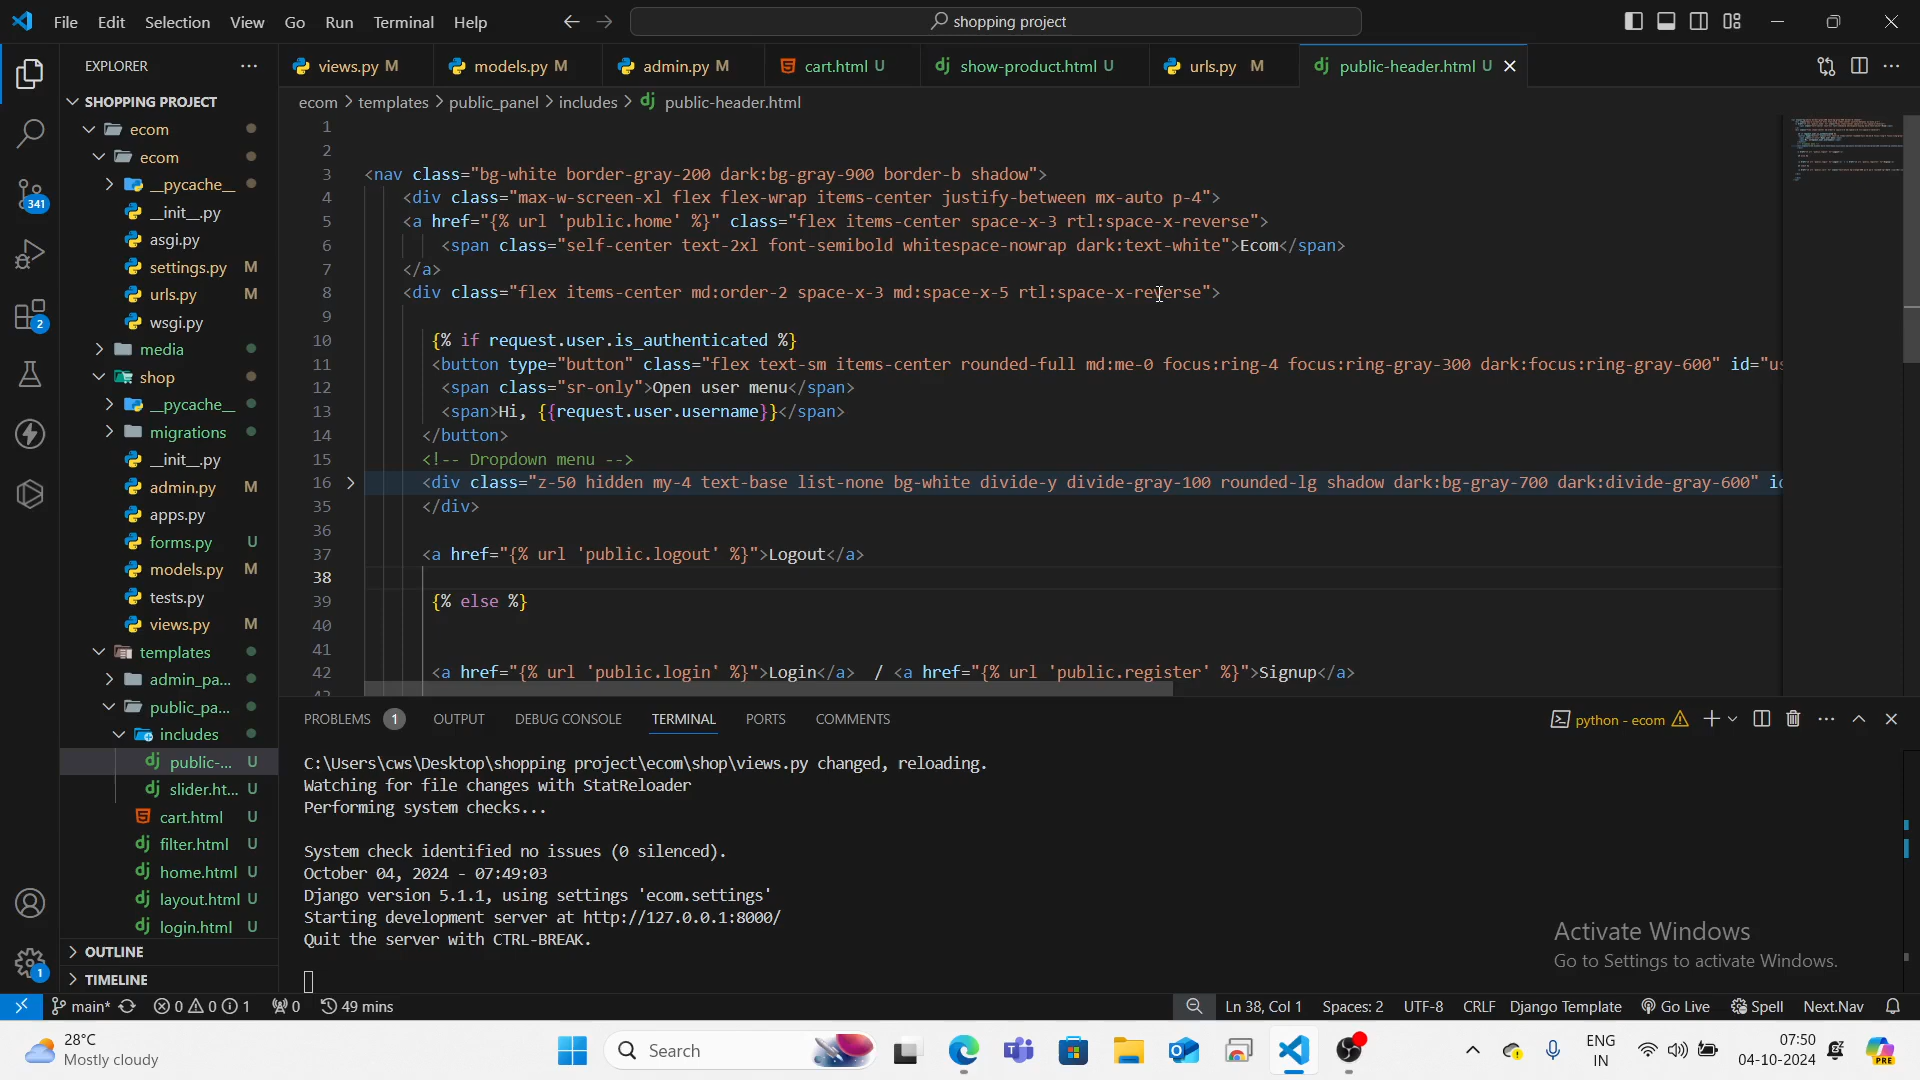 File Edit Selection View Go Run Terminal Help
shopping project
EXPLORER
views.py M
models.py M
admin.py M
cart.html U
show-product.html U
urls.py M
public-header.html U
SHOPPING PROJECT
ecom > templates > public_panel > includes > public-header.html
ecom
ecom
__pycache__
__init__.py
asgi.py
settings.py M
urls.py M
wsgi.py
media
shop
__pycache__
migrations
__init__.py
admin.py M
apps.py
forms.py U
models.py M
tests.py
views.py M
templates
admin_pa...
public_pa...
includes
public-... U
slider.ht... U
cart.html U
filter.html U
home.html U
layout.html U
login.html U
OUTLINE
TIMELINE
341
2
1
1
2
3 <nav class="bg-white border-gray-200 dark:bg-gray-900 border-b shadow">
4 <div class="max-w-screen-xl flex flex-wrap items-center justify-between mx-auto p-4">
5 <a href="{% url 'public.home' %}" class="flex items-center space-x-3 rtl:space-x-reverse">
6 <span class="self-center text-2xl font-semibold whitespace-nowrap dark:text-white">Ecom</span>
7 </a>
8 <div class="flex items-center md:order-2 space-x-3 md:space-x-5 rtl:space-x-reverse">
9
10 {% if request.user.is_authenticated %}
11 <button type="button" class="flex text-sm items-center rounded-full md:me-0 focus:ring-4 focus:ring-gray-300 dark:focus:ring-gray-600" id="us
12 <span class="sr-only">Open user menu</span>
13 <span>Hi, {{request.user.username}}</span>
14 </button>
15 <!-- Dropdown menu -->
16 <div class="z-50 hidden my-4 text-base list-none bg-white divide-y divide-gray-100 rounded-lg shadow dark:bg-gray-700 dark:divide-gray-600" id
35 </div>
36
37 <a href="{% url 'public.logout' %}">Logout</a>
38
39 {% else %}
40
41
42 <a href="{% url 'public.login' %}">Login</a> / <a href="{% url 'public.register' %}">Signup</a>
PROBLEMS 1 OUTPUT DEBUG CONSOLE TERMINAL PORTS COMMENTS
python - ecom
C:\Users\cws\Desktop\shopping project\ecom\shop\views.py changed, reloading.
Watching for file changes with StatReloader
Performing system checks...
System check identified no issues (0 silenced).
October 04, 2024 - 07:49:03
Django version 5.1.1, using settings 'ecom.settings'
Starting development server at http://127.0.0.1:8000/
Quit the server with CTRL-BREAK.
Activate Windows
Go to Settings to activate Windows.
main* 0 0 1 0 49 mins
Ln 38, Col 1 Spaces: 2 UTF-8 CRLF Django Template Go Live Spell Next.Nav
28°C
Mostly cloudy
Search
ENG
IN
07:50
04-10-2024
PRE